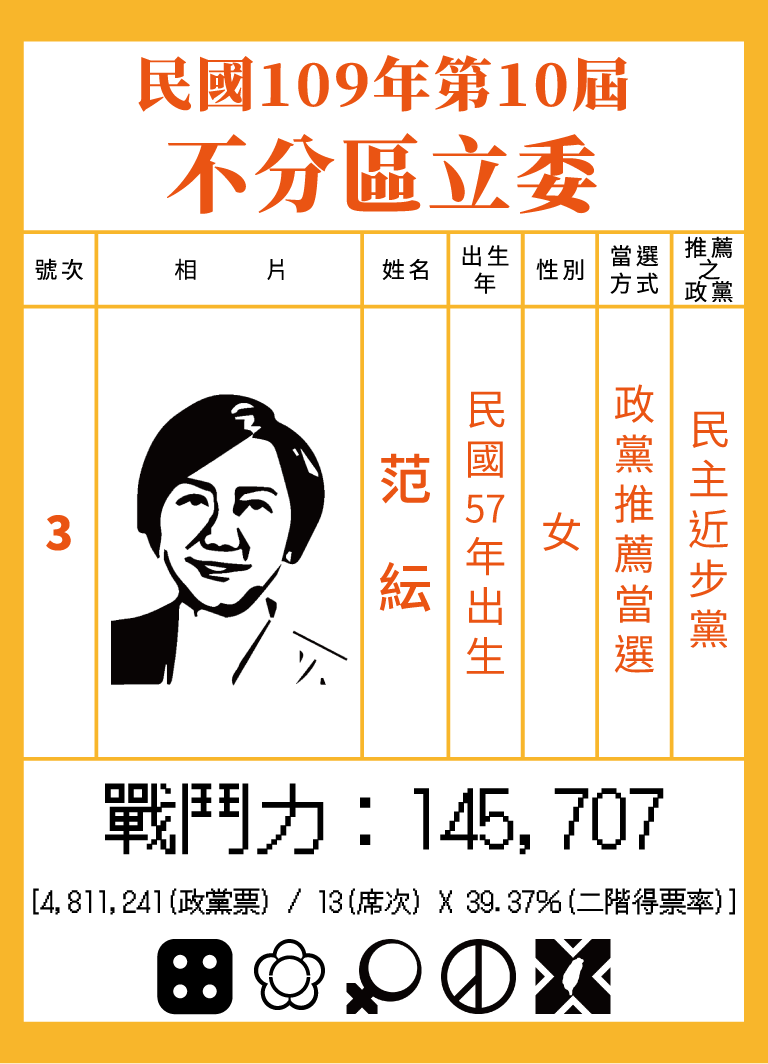 民國109年第10屆
不分區立委
號次
相 片
姓名
出生
年
性別
當選
方式
推薦
之
政黨
3
范紜
民國57年出生
女
政黨推薦當選
民主近步黨
戰鬥力：145,707
[4,811,241(政黨票) / 13(席次) X 39.37%(二階得票率)]